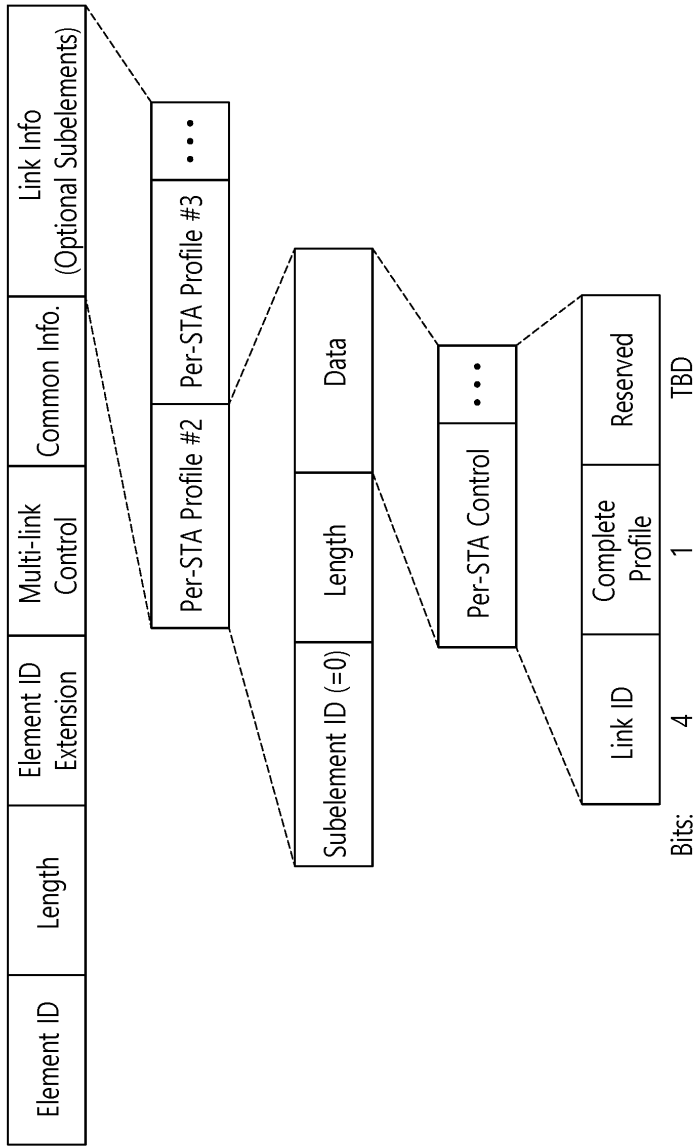 Element ID
Length
Element ID
Extension
Multi-link
Control
Common Info.
Link Info
(Optional Subelements)
Per-STA Profile #2
Per-STA Profile #3
...
Subelement ID (=0)
Length
Data
Per-STA Control
...
Link ID
Complete
Profile
Reserved
Bits:
4
1
TBD